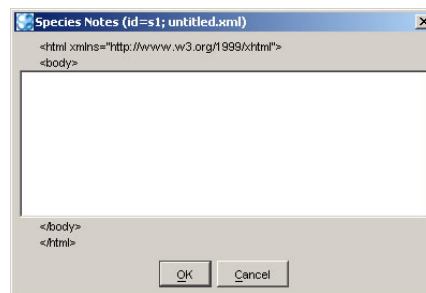 Species Notes (id=s1; untitled.xml)
<html xmlns="http://www.w3.org/1999/xhtml">
<body>
</body>
</html>
OK Cancel